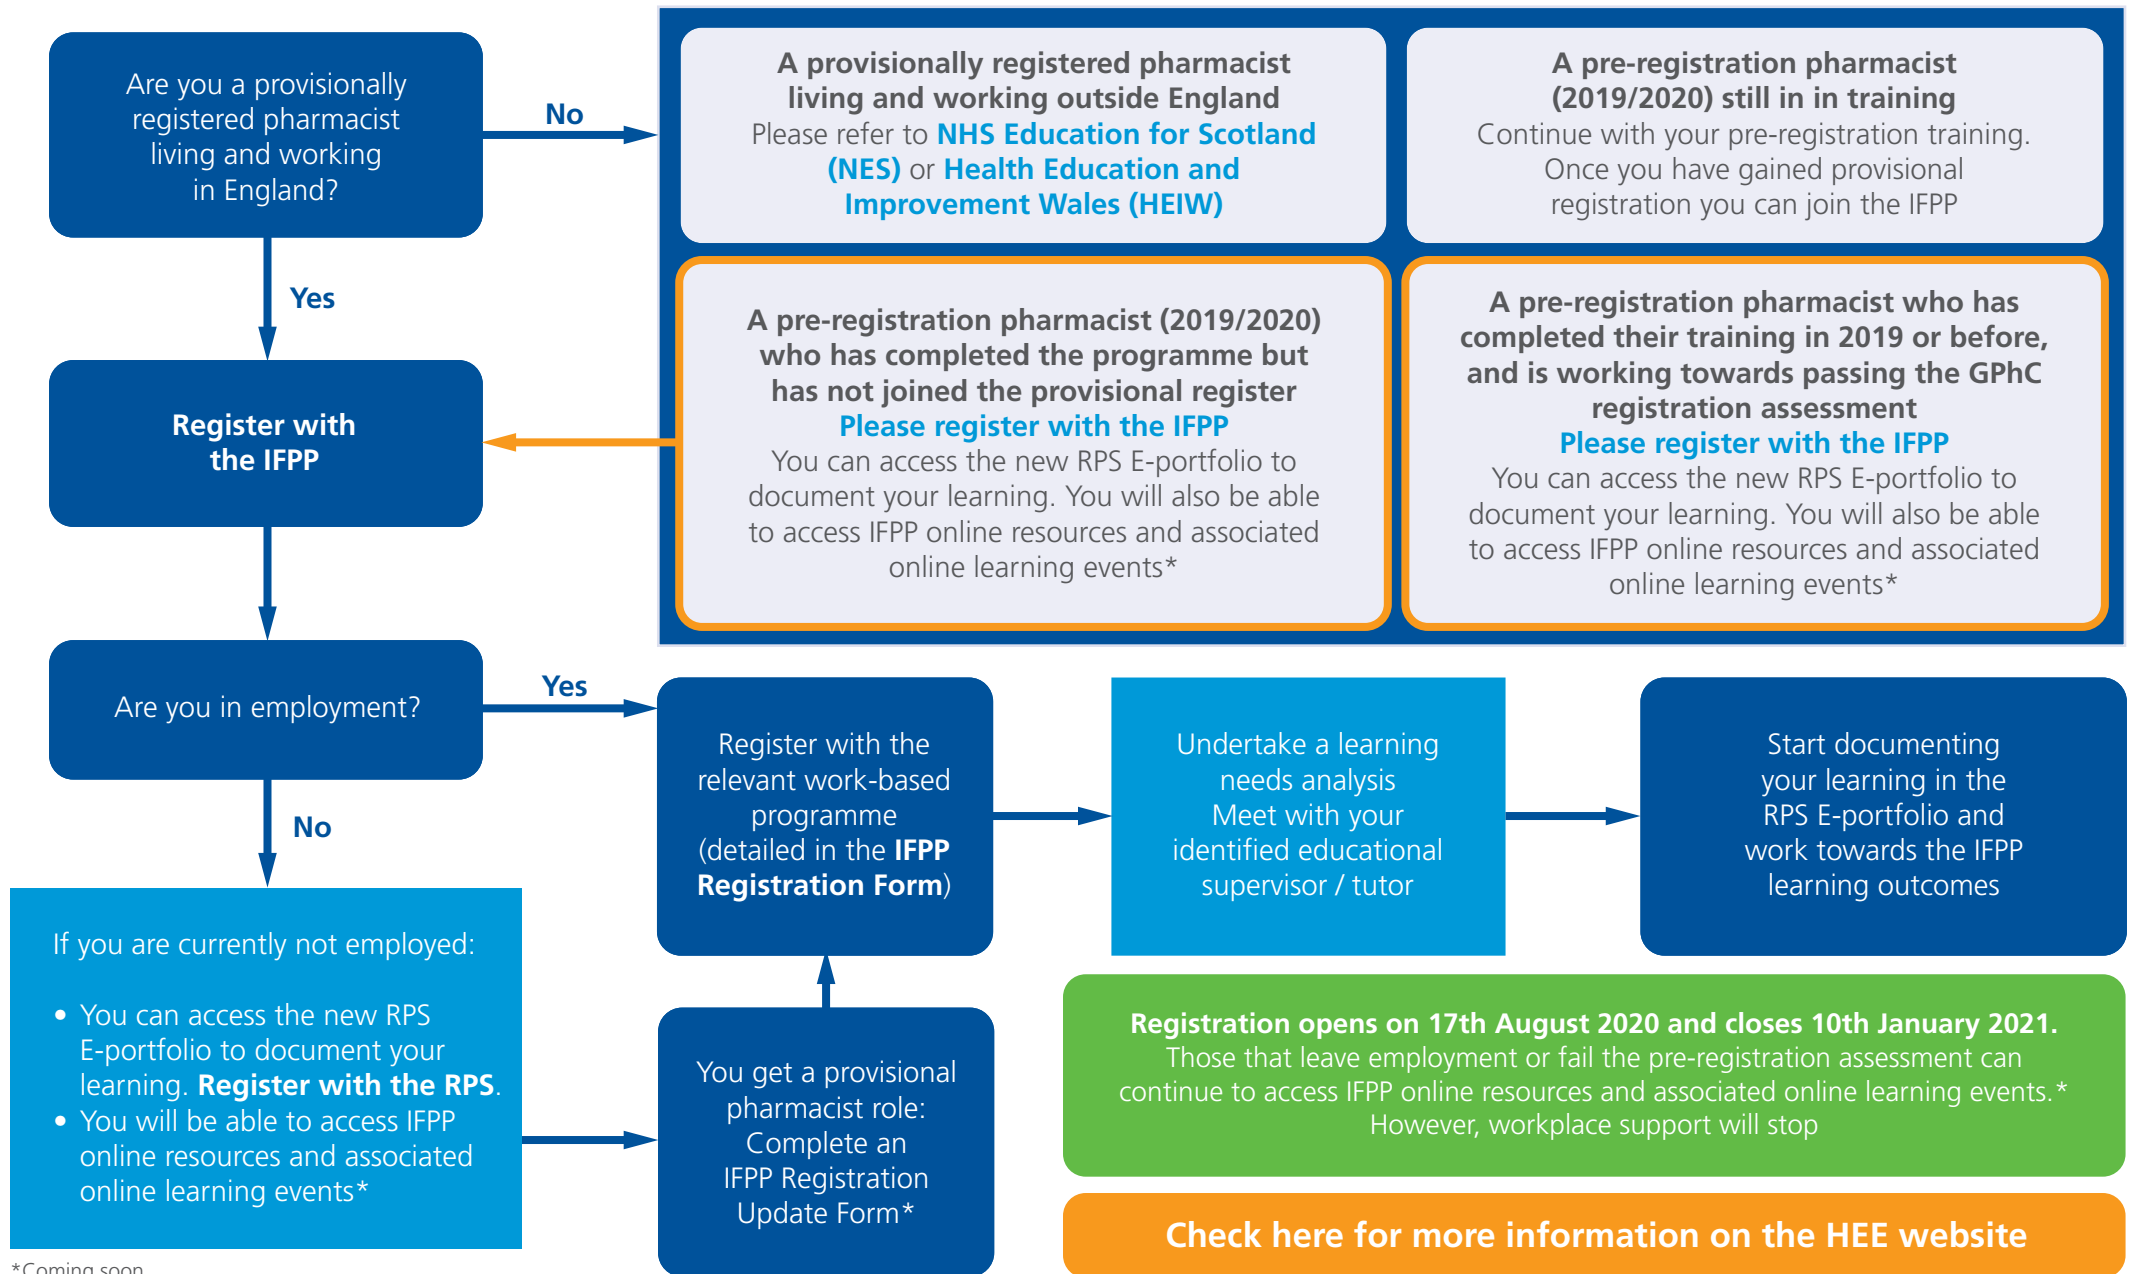 Are you a provisionally
registered pharmacist
living and working
in England?
No
Yes
A provisionally registered pharmacist
living and working outside England
Please refer to NHS Education for Scotland
(NES) or Health Education and
Improvement Wales (HEIW)
A pre-registration pharmacist
(2019/2020) still in in training
Continue with your pre-registration training.
Once you have gained provisional
registration you can join the IFPP
A pre-registration pharmacist (2019/2020)
who has completed the programme but
has not joined the provisional register
Please register with the IFPP
You can access the new RPS E-portfolio to
document your learning. You will also be able
to access IFPP online resources and associated
online learning events*
A pre-registration pharmacist who has
completed their training in 2019 or before,
and is working towards passing the GPhC
registration assessment
Please register with the IFPP
You can access the new RPS E-portfolio to
document your learning. You will also be able
to access IFPP online resources and associated
online learning events*
Register with
the IFPP
Are you in employment?
Yes
No
Register with the
relevant work-based
programme
(detailed in the IFPP
Registration Form)
Undertake a learning
needs analysis
Meet with your
identified educational
supervisor / tutor
Start documenting
your learning in the
RPS E-portfolio and
work towards the IFPP
learning outcomes
If you are currently not employed:
• You can access the new RPS
E-portfolio to document your
learning. Register with the RPS.
• You will be able to access IFPP
online resources and associated
online learning events*
You get a provisional
pharmacist role:
Complete an
IFPP Registration
Update Form*
Registration opens on 17th August 2020 and closes 10th January 2021.
Those that leave employment or fail the pre-registration assessment can
continue to access IFPP online resources and associated online learning events.*
However, workplace support will stop
Check here for more information on the HEE website
*Coming soon